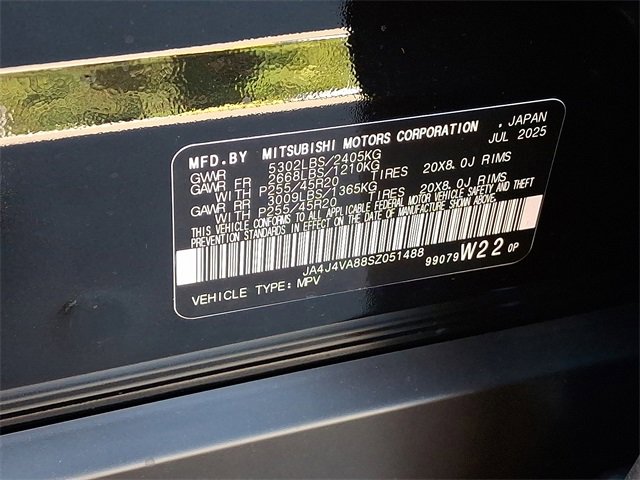 MFD.BY MITSUBISHI MOTORS CORPORATION . JAPAN
JUL 2025
GVWR 5302LBS/2405KG
GAWR FR 2668LBS/1210KG
WITH P255/45R20 TIRES 20X8.0J RIMS
GAWR RR 3009LBS/1365KG
WITH P255/45R20 TIRES 20X8.0J RIMS
THIS VEHICLE CONFORMS TO ALL APPLICABLE FEDERAL MOTOR VEHICLE SAFETY AND THEFT
PREVENTION STANDARDS IN EFFECT ON THE DATE OF MANUFACTURE SHOWN ABOVE.
JA4J4VA88SZ051488
VEHICLE TYPE: MPV
99079 W22 0P